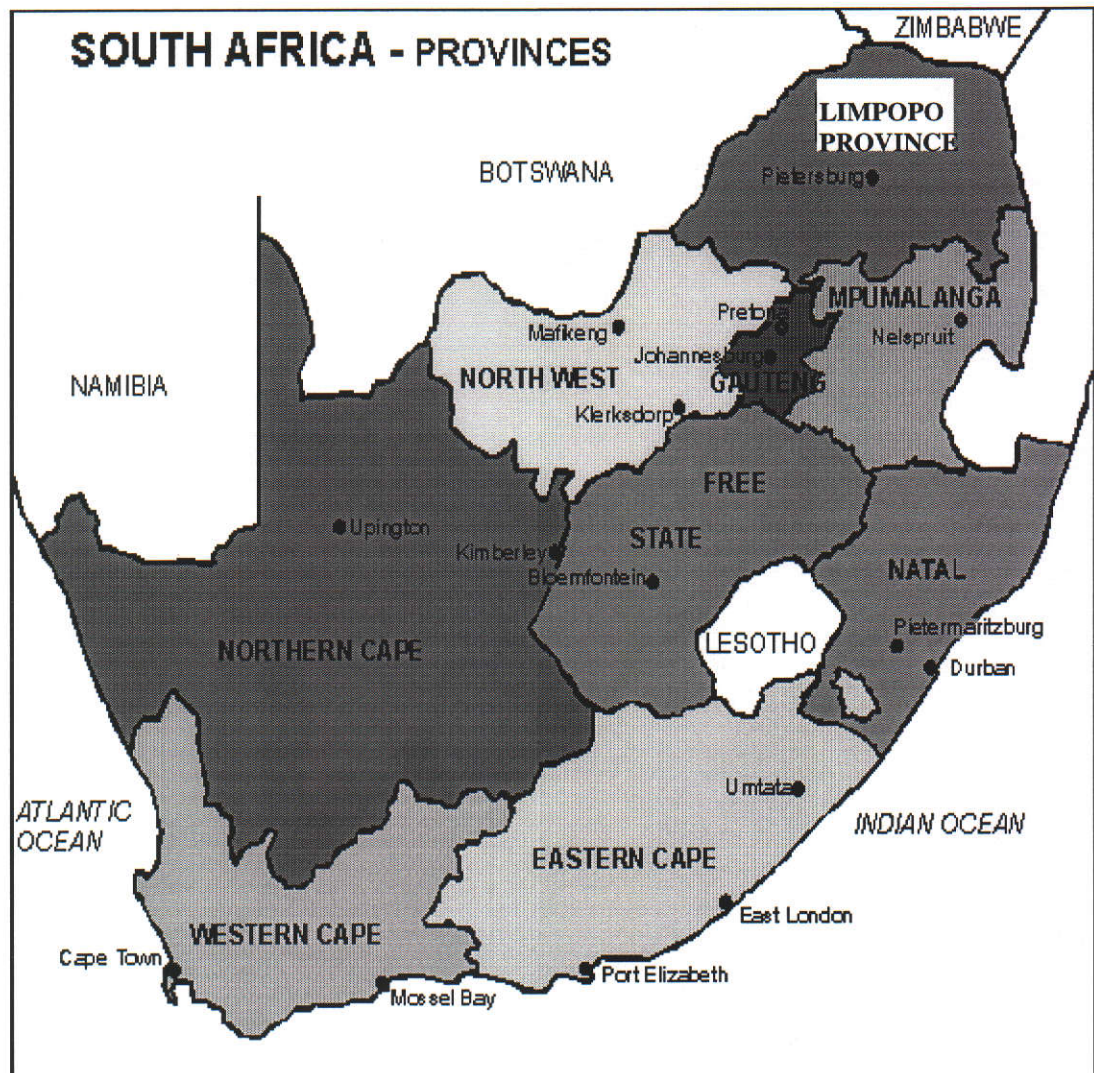 SOUTH AFRICA - PROVINCES
ZIMBABWE
LIMPOPO
PROVINCE
BOTSWANA
Pietersburg
MPUMALANGA
Pretoria
Mafikeng
Nelspruit
Johannesburg
NAMIBIA
NORTH WEST
GAUTENG
Klerksdorp
FREE
STATE
Upington
Kimberley
Bloemfontein
NATAL
Pietermaritzburg
LESOTHO
NORTHERN CAPE
Durban
Umtata
ATLANTIC
OCEAN
INDIAN OCEAN
EASTERN CAPE
East London
WESTERN CAPE
Cape Town
Port Elizabeth
Mossel Bay